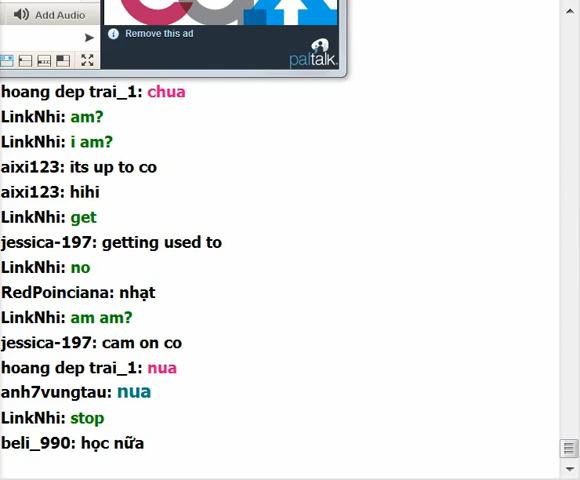 Add Audio
Remove this ad
paltalk
hoang dep trai_1: chua
LinkNhi: am?
LinkNhi: i am?
aixi123: its up to co
aixi123: hihi
LinkNhi: get
jessica-197: getting used to
LinkNhi: no
RedPoinciana: nhạt
LinkNhi: am am?
jessica-197: cam on co
hoang dep trai_1: nua
anh7vungtau: nua
LinkNhi: stop
beli_990: học nữa